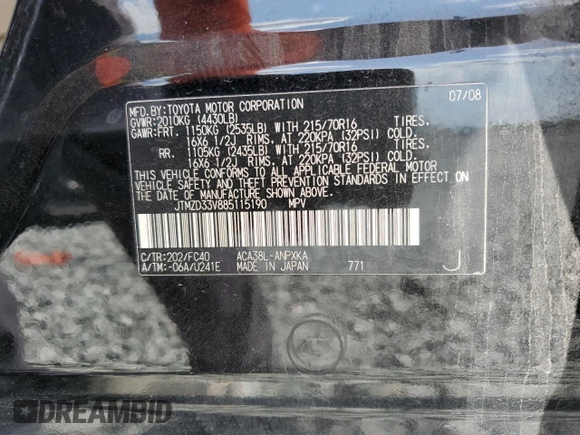 MFD.BY:TOYOTA MOTOR CORPORATION 07/08
GVWR:2010KG (4430LB)
GAWR:FRT. 1150KG (2535LB) WITH 215/70R16 TIRES.
16X6 1/2J RIMS. AT 220KPA (32PSI) COLD.
RR. 1105KG (2435LB) WITH 215/70R16 TIRES.
16X6 1/2J RIMS. AT 220KPA (32PSI) COLD.
THIS VEHICLE CONFORMS TO ALL APPLICABLE FEDERAL MOTOR
VEHICLE SAFETY AND THEFT PREVENTION STANDARDS IN EFFECT ON
THE DATE OF MANUFACTURE SHOWN ABOVE.
JTMZD33V885115190 MPV
C/TR:202/FC40 ACA38L-ANPXKA
A/TM:-06A/U241E MADE IN JAPAN 771 J
DREAMBID